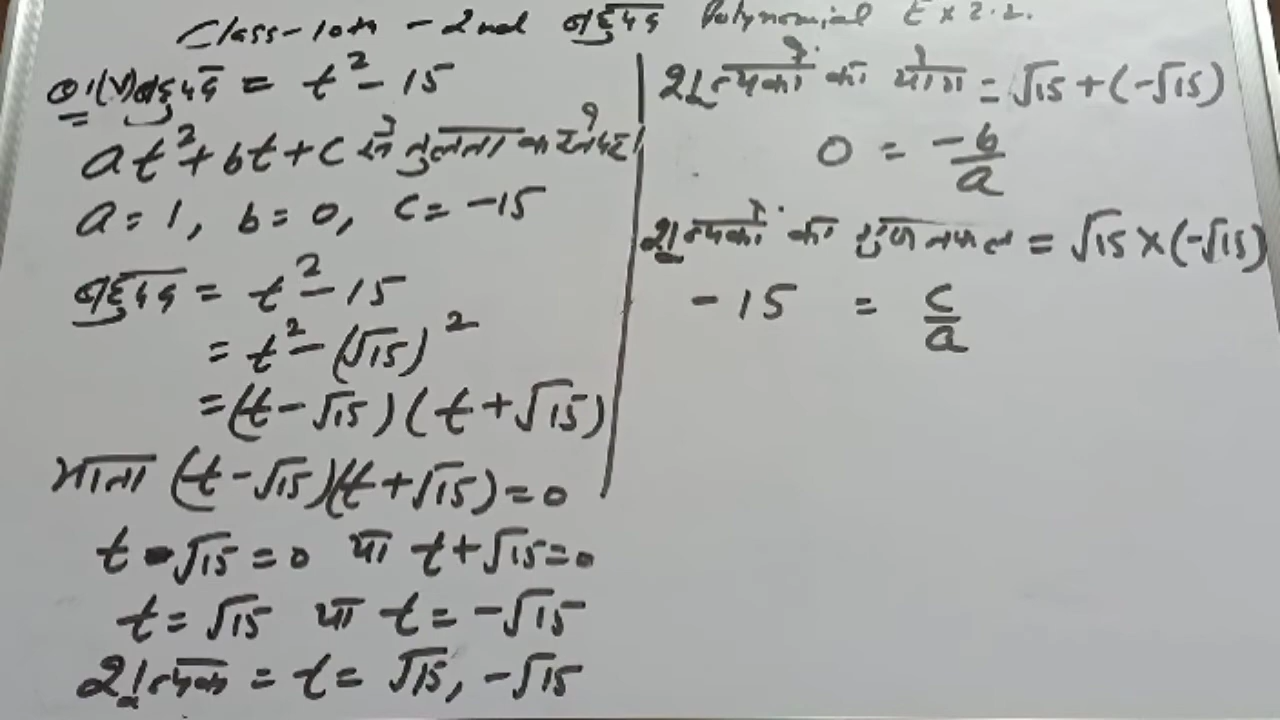 Class-10th - 2nd बहुपद Polynomial Ex 2.2.
1(v) बहुपद = t² - 15
at² + bt + c से तुलना करने पर।
a = 1, b = 0, c = -15
बहुपद = t² - 15
= t² - (√15)²
= (t - √15) (t + √15)
माना (t - √15)(t + √15) = 0
t - √15 = 0 या t + √15 = 0
t = √15 या t = -√15
शून्यक = t = √15, -√15
शून्यकों का योग = √15 + (-√15)
0 = -b/a
शून्यकों का गुणनफल = √15 × (-√15)
-15 = c/a